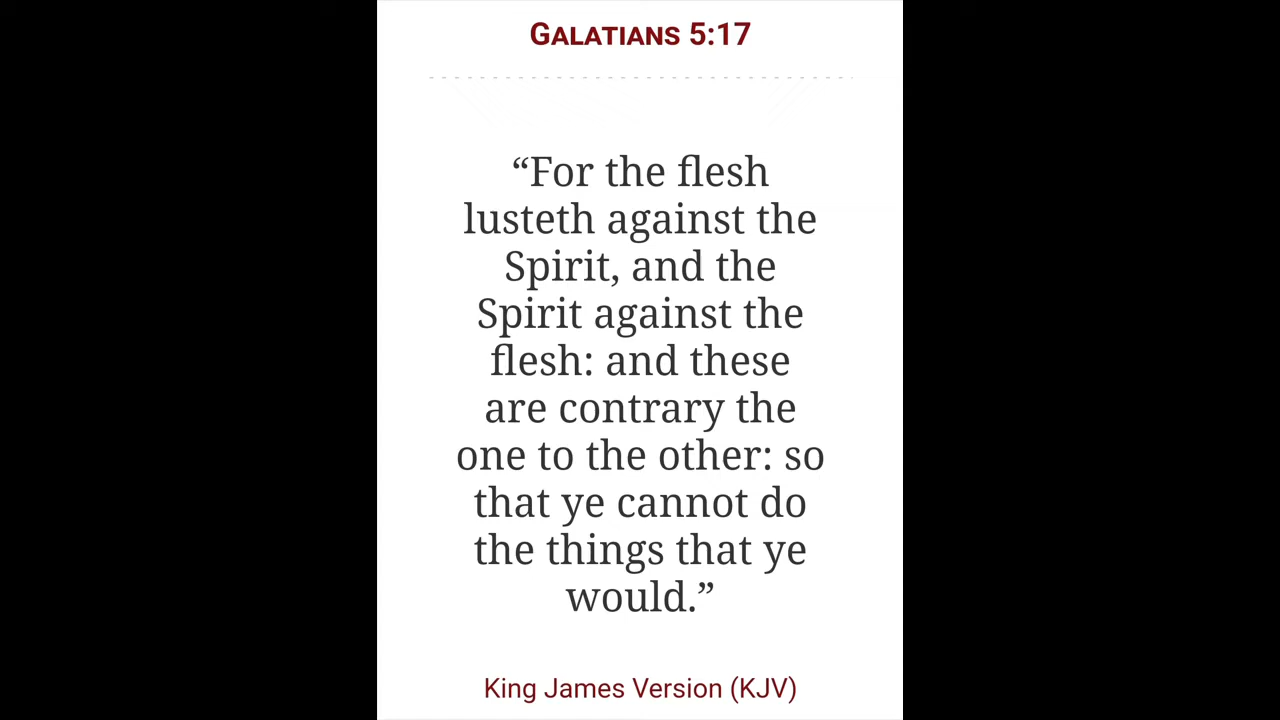 Galatians 5:17
“For the flesh
lusteth against the
Spirit, and the
Spirit against the
flesh: and these
are contrary the
one to the other: so
that ye cannot do
the things that ye
would.”
King James Version (KJV)